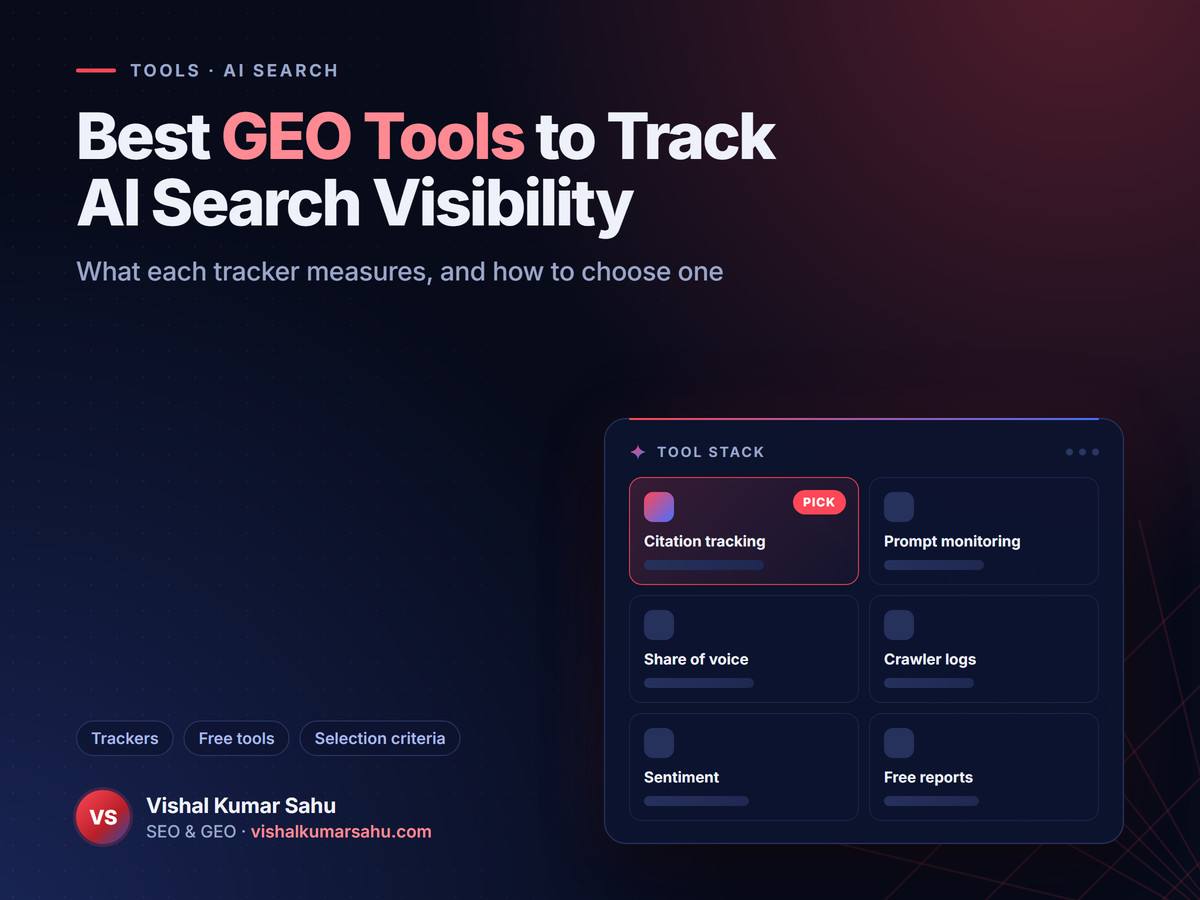 TOOLS · AI SEARCH
Best GEO Tools to Track
AI Search Visibility
What each tracker measures, and how to choose one
TOOL STACK
PICK
Citation tracking
Prompt monitoring
Share of voice
Crawler logs
Sentiment
Free reports
Trackers
Free tools
Selection criteria
VS
Vishal Kumar Sahu
SEO & GEO · vishalkumarsahu.com